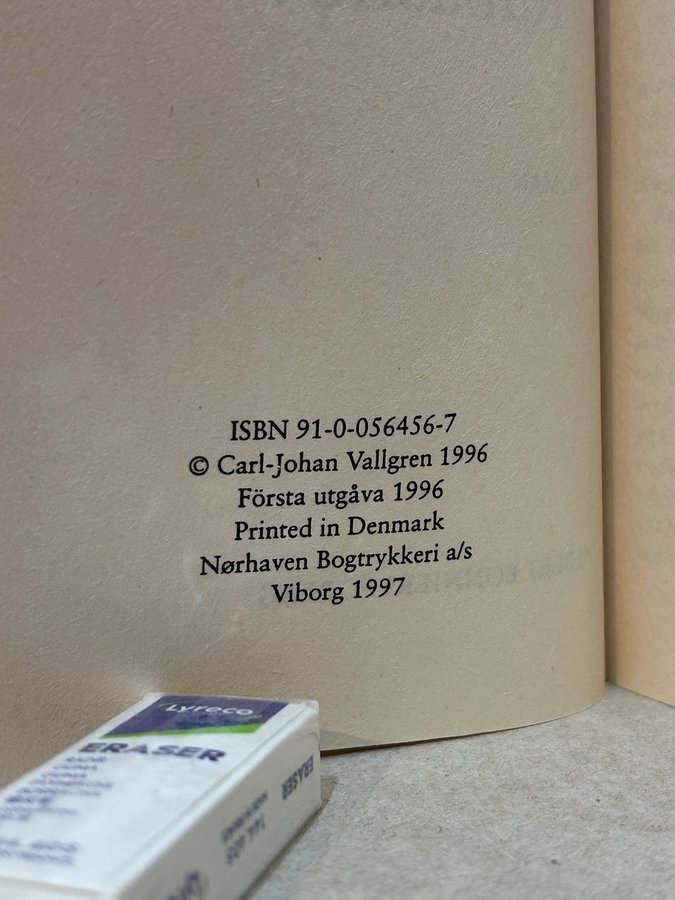 ISBN 91-0-056456-7
© Carl-Johan Vallgren 1996
Första utgåva 1996
Printed in Denmark
Nørhaven Bogtrykkeri a/s
Viborg 1997
Lyreco
ERASER
ERASER